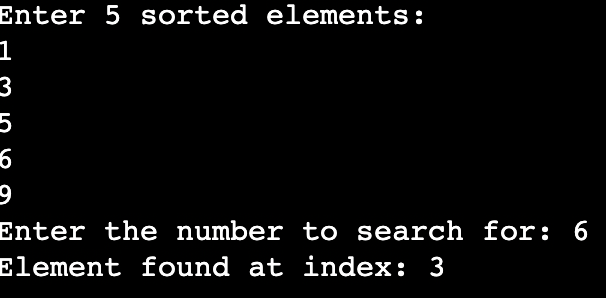 Enter 5 sorted elements:
1
3
5
6
9
Enter the number to search for: 6
Element found at index: 3